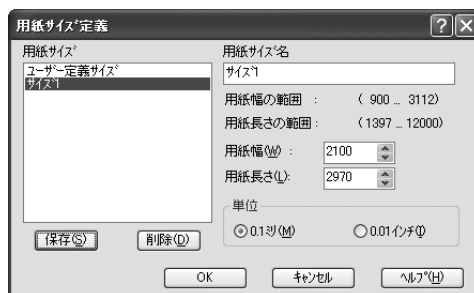 用紙サイズ定義
用紙サイズ
ユーザー定義サイズ
サイズ1
保存(S)
削除(D)
用紙サイズ名
サイズ1
用紙幅の範囲 : ( 900 ... 3112)
用紙長さの範囲 : (1397 ... 12000)
用紙幅(W) : 2100
用紙長さ(L): 2970
単位
0.1ミリ(M) 0.01インチ(I)
OK キャンセル ヘルプ(H)